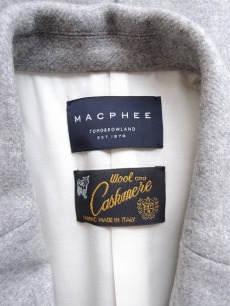 MACPHEE
TOMORROWLAND
EST. 1978
Wool and
Cashmere
FABRIC MADE IN ITALY